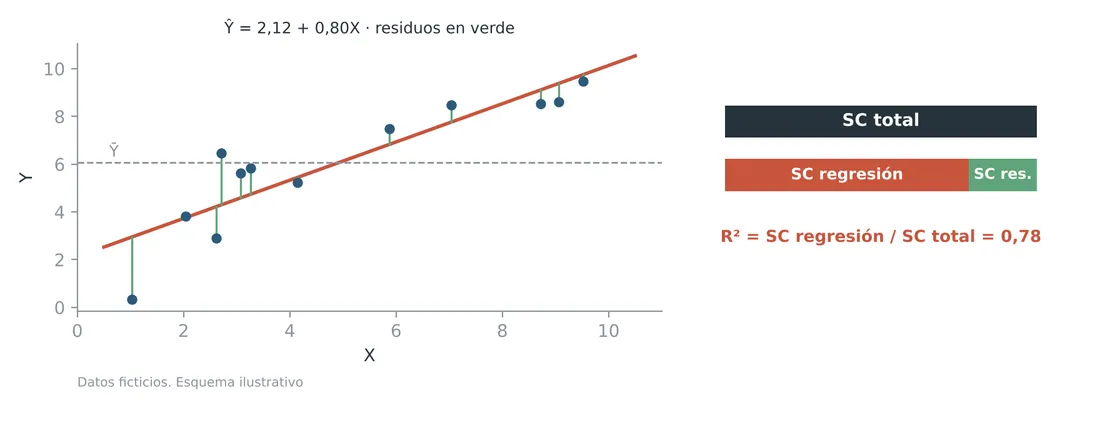 Ŷ = 2,12 + 0,80X · residuos en verde
10
8
6
4
2
0
Y
Ȳ
0 2 4 6 8 10
X
Datos ficticios. Esquema ilustrativo
SC total
SC regresión SC res.
R² = SC regresión / SC total = 0,78